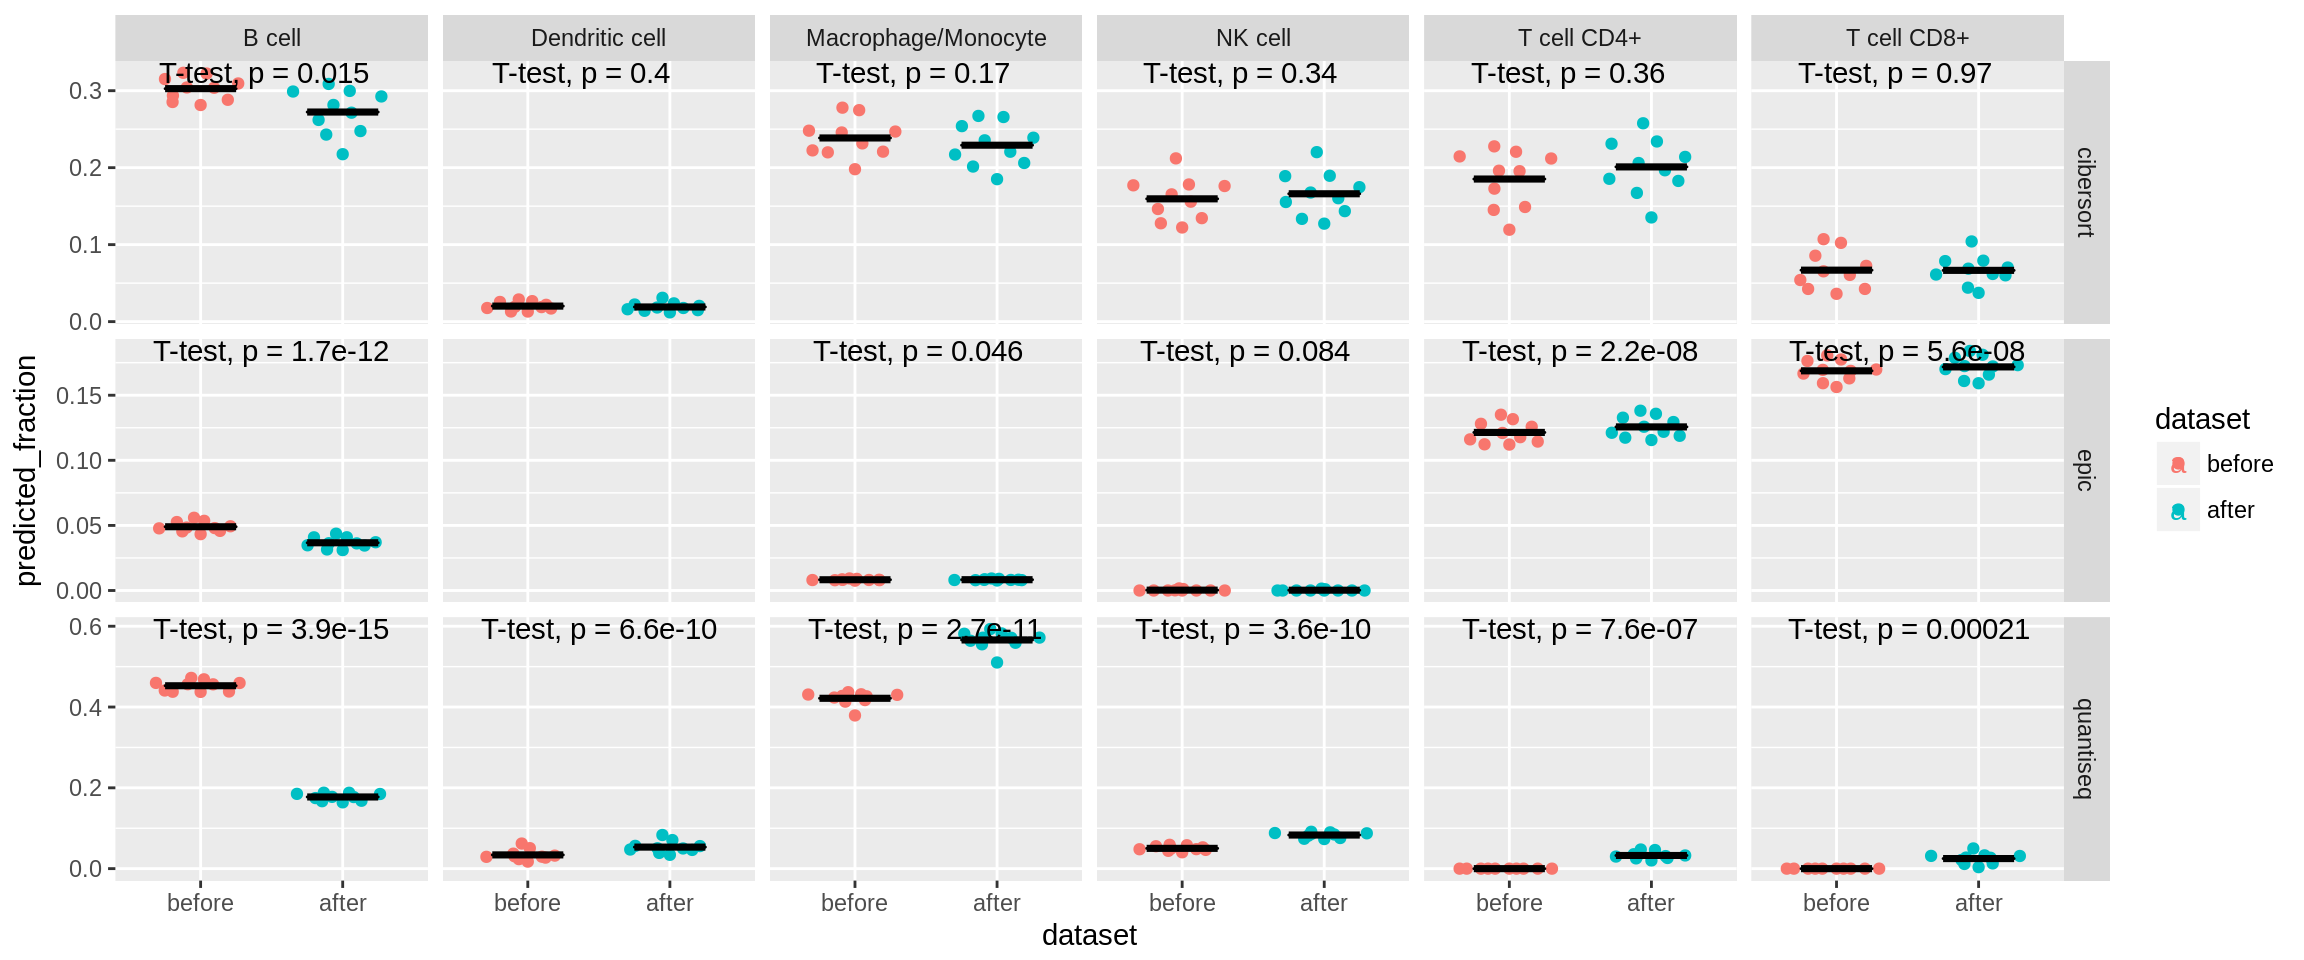 B cell
Dendritic cell
Macrophage/Monocyte
NK cell
T cell CD4+
T cell CD8+
T-test, p = 0.015
T-test, p = 0.4
T-test, p = 0.17
T-test, p = 0.34
T-test, p = 0.36
T-test, p = 0.97
0.3
0.2
0.1
0.0
cibersort
T-test, p = 1.7e-12
T-test, p = 0.046
T-test, p = 0.084
T-test, p = 2.2e-08
T-test, p = 5.6e-08
0.15
0.10
0.05
0.00
epic
predicted_fraction
T-test, p = 3.9e-15
T-test, p = 6.6e-10
T-test, p = 2.7e-11
T-test, p = 3.6e-10
T-test, p = 7.6e-07
T-test, p = 0.00021
0.6
0.4
0.2
0.0
quantiseq
before
after
before
after
before
after
before
after
before
after
before
after
dataset
dataset
a before
a after